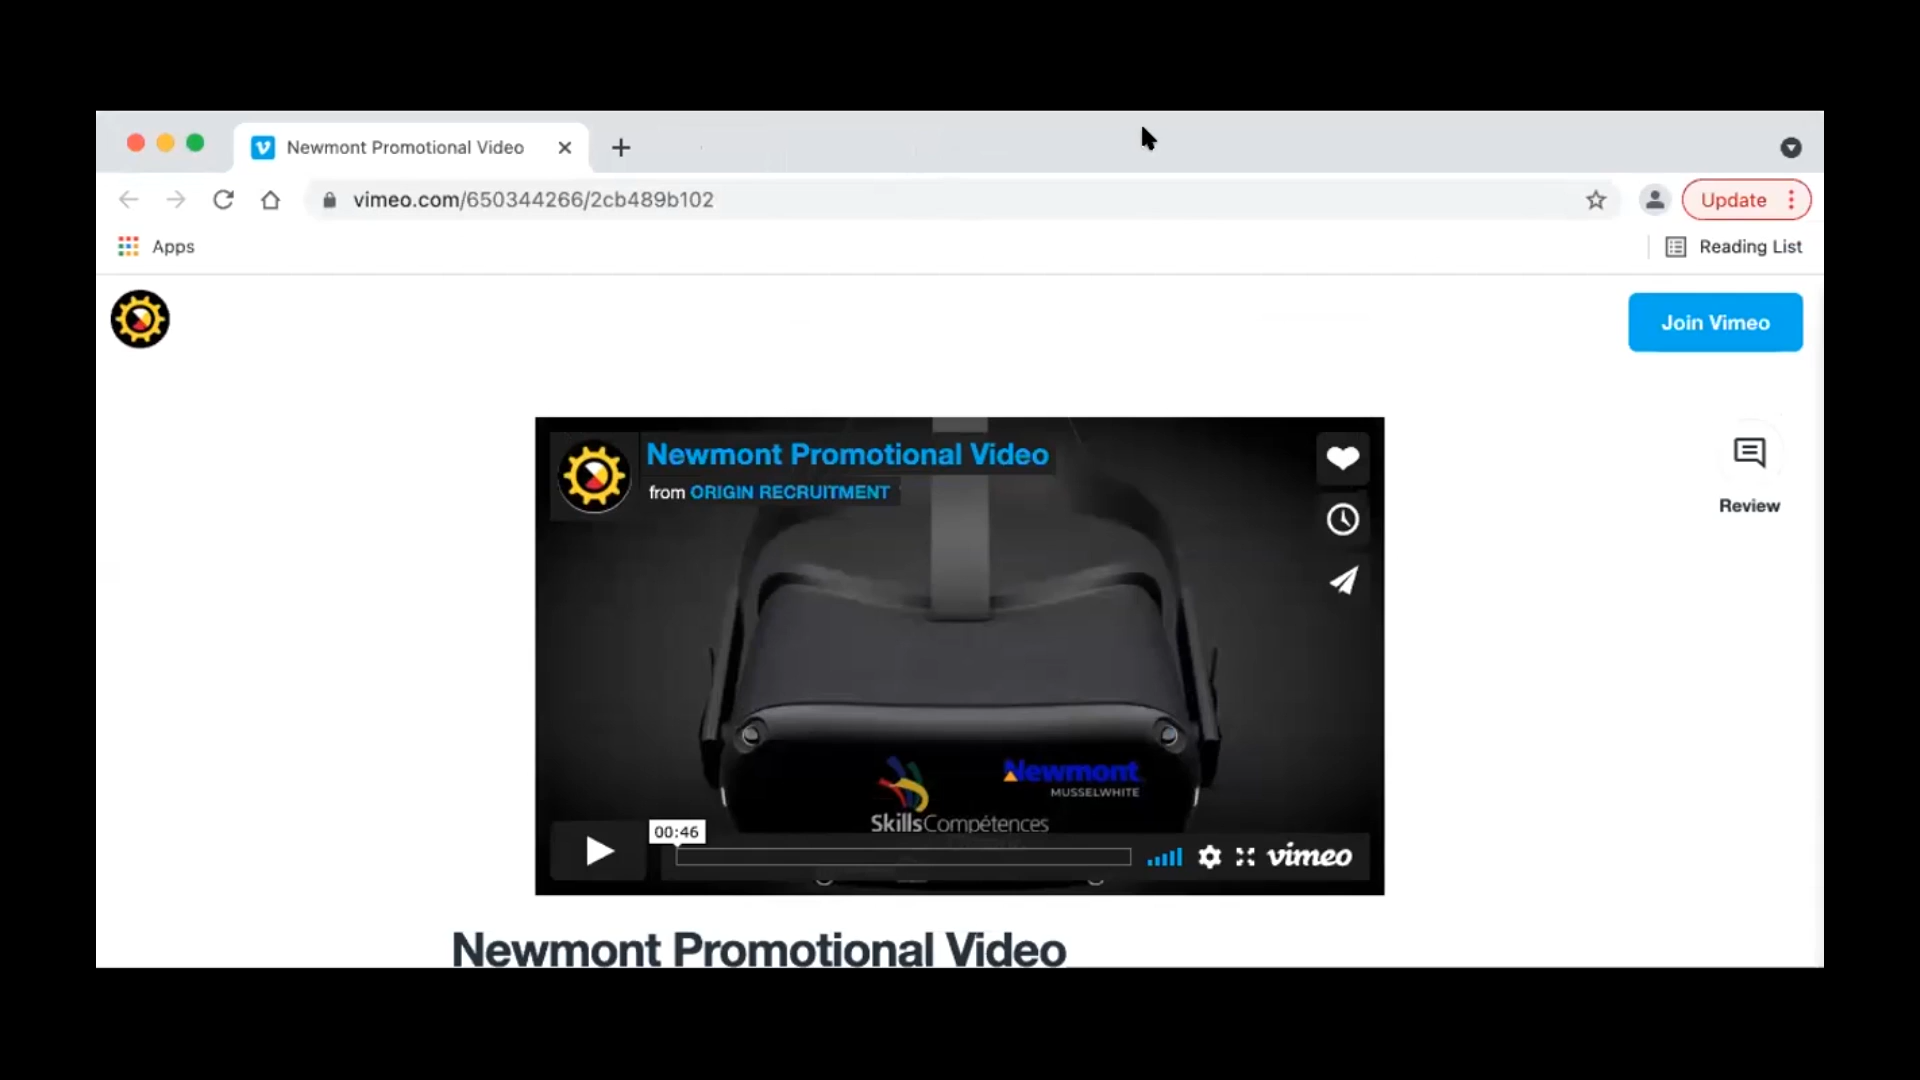 Newmont Promotional Video
vimeo.com/650344266/2cb489b102
Update
Apps
Reading List
Join Vimeo
Newmont Promotional Video
from ORIGIN RECRUITMENT
Review
Newmont
MUSSELWHITE
SkillsCompétences
00:46
vimeo
Newmont Promotional Video